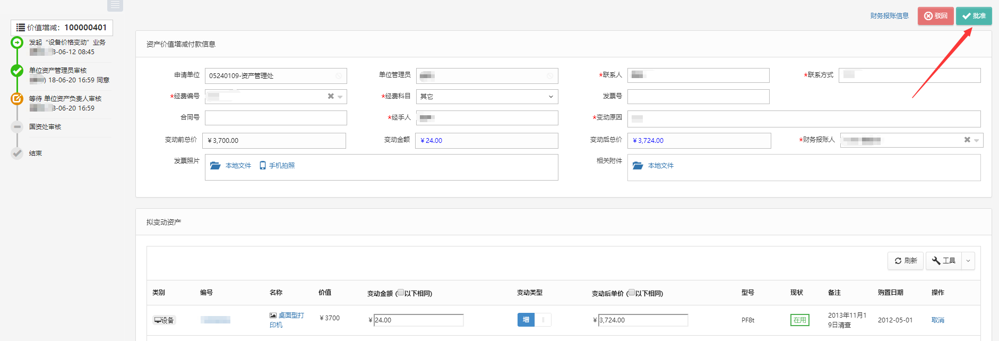 价值增减：100000401
发起“设备价格变动”业务
3-06-12 08:45
单位资产管理员审核
) 18-06-20 16:59 同意
等待 单位资产负责人审核
3-06-20 16:59
国资处审核
结束
财务报账信息 驳回 批准
资产价值增减付款信息
申请单位 05240109-资产管理处 单位管理员 *联系人 *联系方式
*经费编号 *经费科目 其它 发票号
合同号 *经手人 *变动原因
变动前总价 ¥3,700.00 变动金额 ¥24.00 变动后总价 ¥3,724.00 *财务报账人
发票照片 本地文件 手机拍照 相关附件 本地文件
拟变动资产
刷新 工具
类别 编号 名称 价值 变动金额 (以下相同) 变动类型 变动后单价 (以下相同) 型号 现状 备注 购置日期 操作
设备 桌面型打 ¥3700 ¥24.00 增 ¥3,724.00 PF8t 在用 2013年11月1 2012-05-01 取消
印机 9日清查